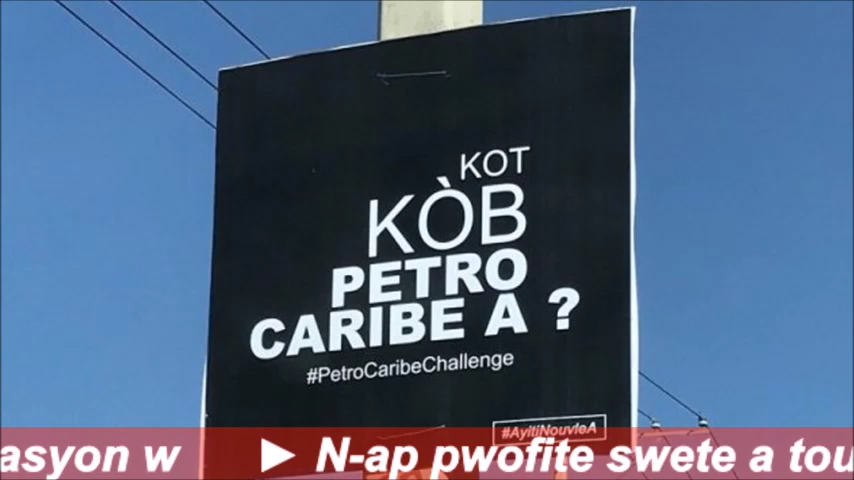 KOT
KÒB
PETRO
CARIBE A ?
#PetroCaribeChallenge
#AyitiNouvleA
asyon w ► N-ap pwofite swete a tou